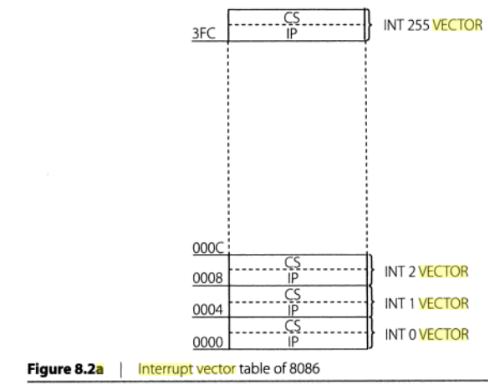 CS
3FC IP INT 255 VECTOR
000C
CS
0008 IP INT 2 VECTOR
CS
0004 IP INT 1 VECTOR
CS
0000 IP INT 0 VECTOR
Figure 8.2a | Interrupt vector table of 8086